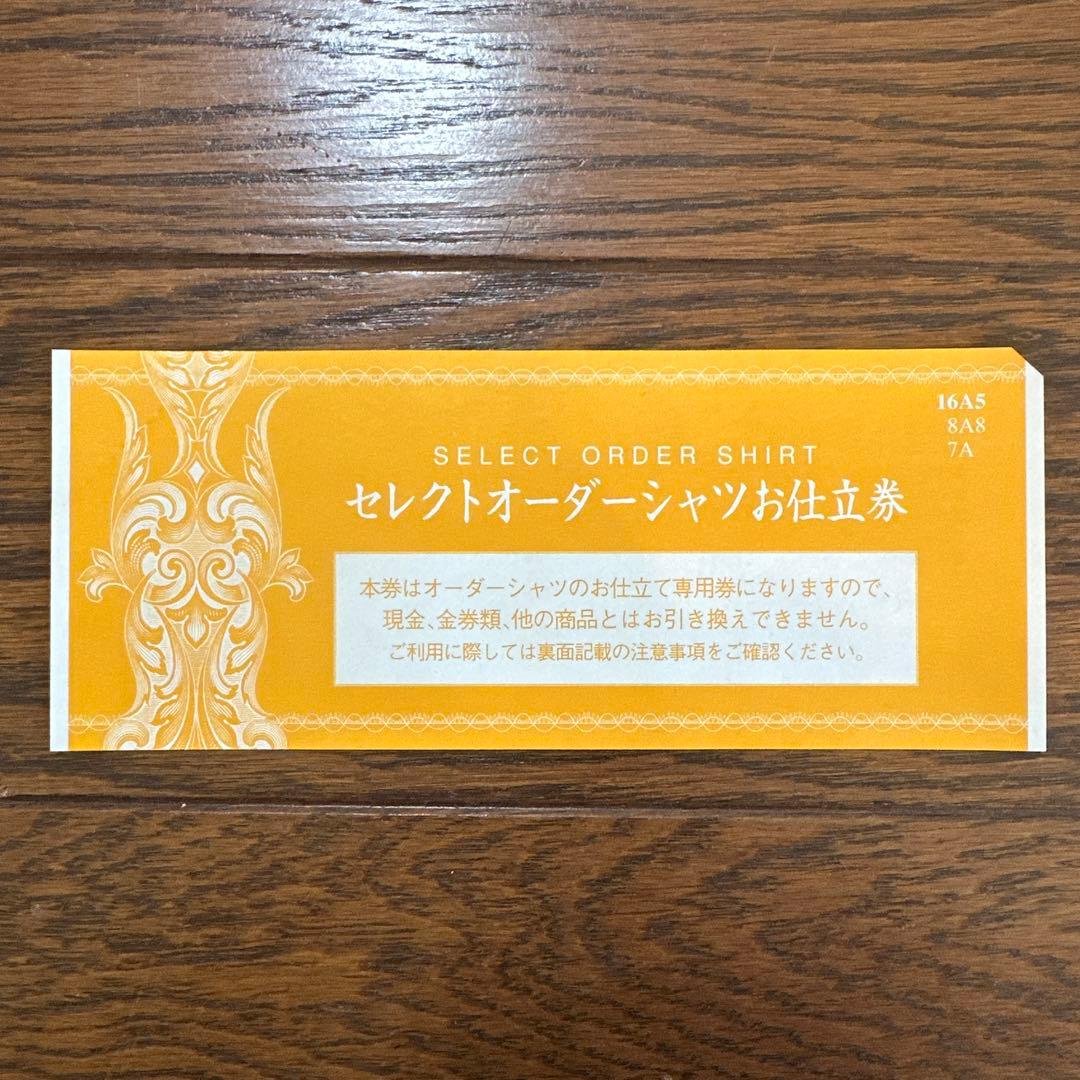 16A5
8A8
7A
SELECT ORDER SHIRT
セレクトオーダーシャツお仕立券
本券はオーダーシャツのお仕立て専用券になりますので、
現金、金券類、他の商品とはお引き換えできません。
ご利用に際しては裏面記載の注意事項をご確認ください。